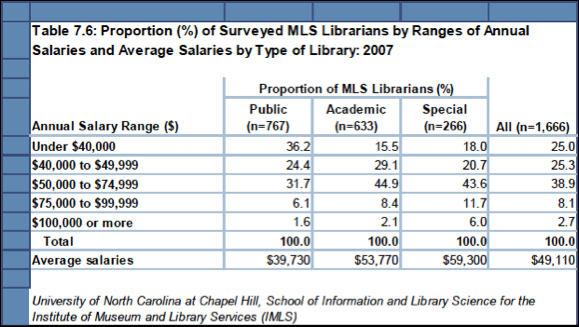 Table 7.6: Proportion (%) of Surveyed MLS Librarians by Ranges of Annual
Salaries and Average Salaries by Type of Library: 2007
Proportion of MLS Librarians (%)
Annual Salary Range ($) Public (n=767) Academic (n=633) Special (n=266) All (n=1,666)
Under $40,000 36.2 15.5 18.0 25.0
$40,000 to $49,999 24.4 29.1 20.7 25.3
$50,000 to $74,999 31.7 44.9 43.6 38.9
$75,000 to $99,999 6.1 8.4 11.7 8.1
$100,000 or more 1.6 2.1 6.0 2.7
Total 100.0 100.0 100.0 100.0
Average salaries $39,730 $53,770 $59,300 $49,110
University of North Carolina at Chapel Hill, School of Information and Library Science for the
Institute of Museum and Library Services (IMLS)